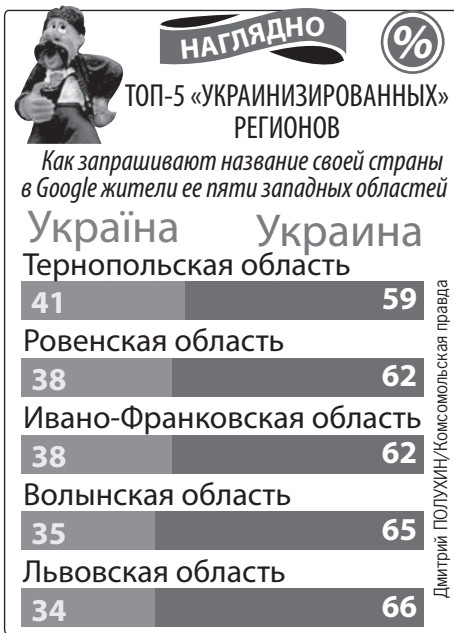 НАГЛЯДНО
%
ТОП-5 «УКРАИНИЗИРОВАННЫХ»
РЕГИОНОВ
Как запрашивают название своей страны
в Google жители ее пяти западных областей
Україна Украина
Тернопольская область
41 59
Ровенская область
38 62
Ивано-Франковская область
38 62
Волынская область
35 65
Львовская область
34 66
Дмитрий ПОЛУХИН/Комсомольская правда